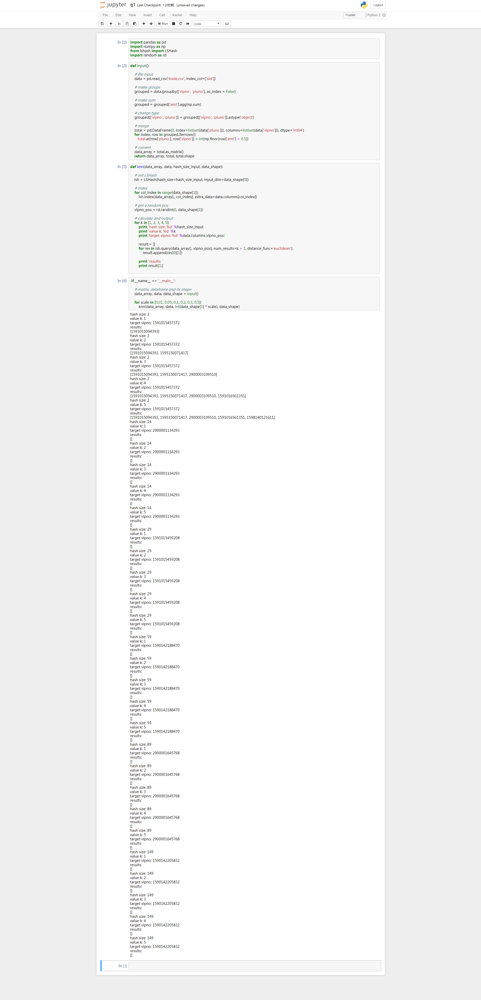 jupyter q1 Last Checkpoint: 1小时前 (unsaved changes) Logout
File Edit View Insert Cell Kernel Help Trusted Python 2
Run Code
In [1]: import pandas as pd
import numpy as np
from lshash import LSHash
import random as rd
In [2]: def input():
# file input
data = pd.read_csv('trade.csv', index_col=['uid'])
# make groups
grouped = data.groupby(['vipno', 'pluno'], as_index = False)
# make sum
grouped = grouped['amt'].agg(np.sum)
# change type
grouped[['vipno', 'pluno']] = grouped[['vipno', 'pluno']].astype('object')
# merge
total = pd.DataFrame(0, index=list(set(data['pluno'])), columns=list(set(data['vipno'])), dtype='int64')
for index, row in grouped.iterrows():
total.at[row['pluno'], row['vipno']] = int(np.floor(row['amt'] + 0.5))
# convert
data_array = total.as_matrix()
return data_array, total, total.shape
In [3]: def knn(data_array, data, hash_size_input, data_shape):
# init LSHash
lsh = LSHash(hash_size=hash_size_input, input_dim=data_shape[0])
# index
for col_index in range(data_shape[1]):
lsh.index(data_array[:, col_index], extra_data=data.columns[col_index])
# get a random pos
vipno_pos = rd.randint(0, data_shape[1])
# calculate and output
for k in [1, 2, 3, 4, 5]:
print 'hash size: %d' %hash_size_input
print 'value k: %d' %k
print 'target vipno: %d' %data.columns[vipno_pos]
result = []
for res in lsh.query(data_array[:, vipno_pos], num_results=k + 1, distance_func='euclidean'):
result.append(res[0][1])
print 'results: '
print result[1:]
In [4]: if __name__ == '__main__':
# matrix, dataframe and its shape
data_array, data, data_shape = input()
for scale in [0.01, 0.05, 0.1, 0.2, 0.3, 0.5]:
knn(data_array, data, int(data_shape[1] * scale), data_shape)
hash size: 2
value k: 1
target vipno: 1591015457372
results:
[1591015094393]
hash size: 2
value k: 2
target vipno: 1591015457372
results:
[1591015094393, 1595150071417]
hash size: 2
value k: 3
target vipno: 1591015457372
results:
[1591015094393, 1595150071417, 2900003109510]
hash size: 2
value k: 4
target vipno: 1591015457372
results:
[1591015094393, 1595150071417, 2900003109510, 1591016561351]
hash size: 2
value k: 5
target vipno: 1591015457372
results:
[1591015094393, 1595150071417, 2900003109510, 1591016561351, 1598140121611]
hash size: 14
value k: 1
target vipno: 2900001134293
results:
[]
hash size: 14
value k: 2
target vipno: 2900001134293
results:
[]
hash size: 14
value k: 3
target vipno: 2900001134293
results:
[]
hash size: 14
value k: 4
target vipno: 2900001134293
results:
[]
hash size: 14
value k: 5
target vipno: 2900001134293
results:
[]
hash size: 29
value k: 1
target vipno: 1591015459208
results:
[]
hash size: 29
value k: 2
target vipno: 1591015459208
results:
[]
hash size: 29
value k: 3
target vipno: 1591015459208
results:
[]
hash size: 29
value k: 4
target vipno: 1591015459208
results:
[]
hash size: 29
value k: 5
target vipno: 1591015459208
results:
[]
hash size: 59
value k: 1
target vipno: 1590142188470
results:
[]
hash size: 59
value k: 2
target vipno: 1590142188470
results:
[]
hash size: 59
value k: 3
target vipno: 1590142188470
results:
[]
hash size: 59
value k: 4
target vipno: 1590142188470
results:
[]
hash size: 59
value k: 5
target vipno: 1590142188470
results:
[]
hash size: 89
value k: 1
target vipno: 2900001645768
results:
[]
hash size: 89
value k: 2
target vipno: 2900001645768
results:
[]
hash size: 89
value k: 3
target vipno: 2900001645768
results:
[]
hash size: 89
value k: 4
target vipno: 2900001645768
results:
[]
hash size: 89
value k: 5
target vipno: 2900001645768
results:
[]
hash size: 149
value k: 1
target vipno: 1590142205832
results:
[]
hash size: 149
value k: 2
target vipno: 1590142205832
results:
[]
hash size: 149
value k: 3
target vipno: 1590142205832
results:
[]
hash size: 149
value k: 4
target vipno: 1590142205832
results:
[]
hash size: 149
value k: 5
target vipno: 1590142205832
results:
[]
In [ ]: